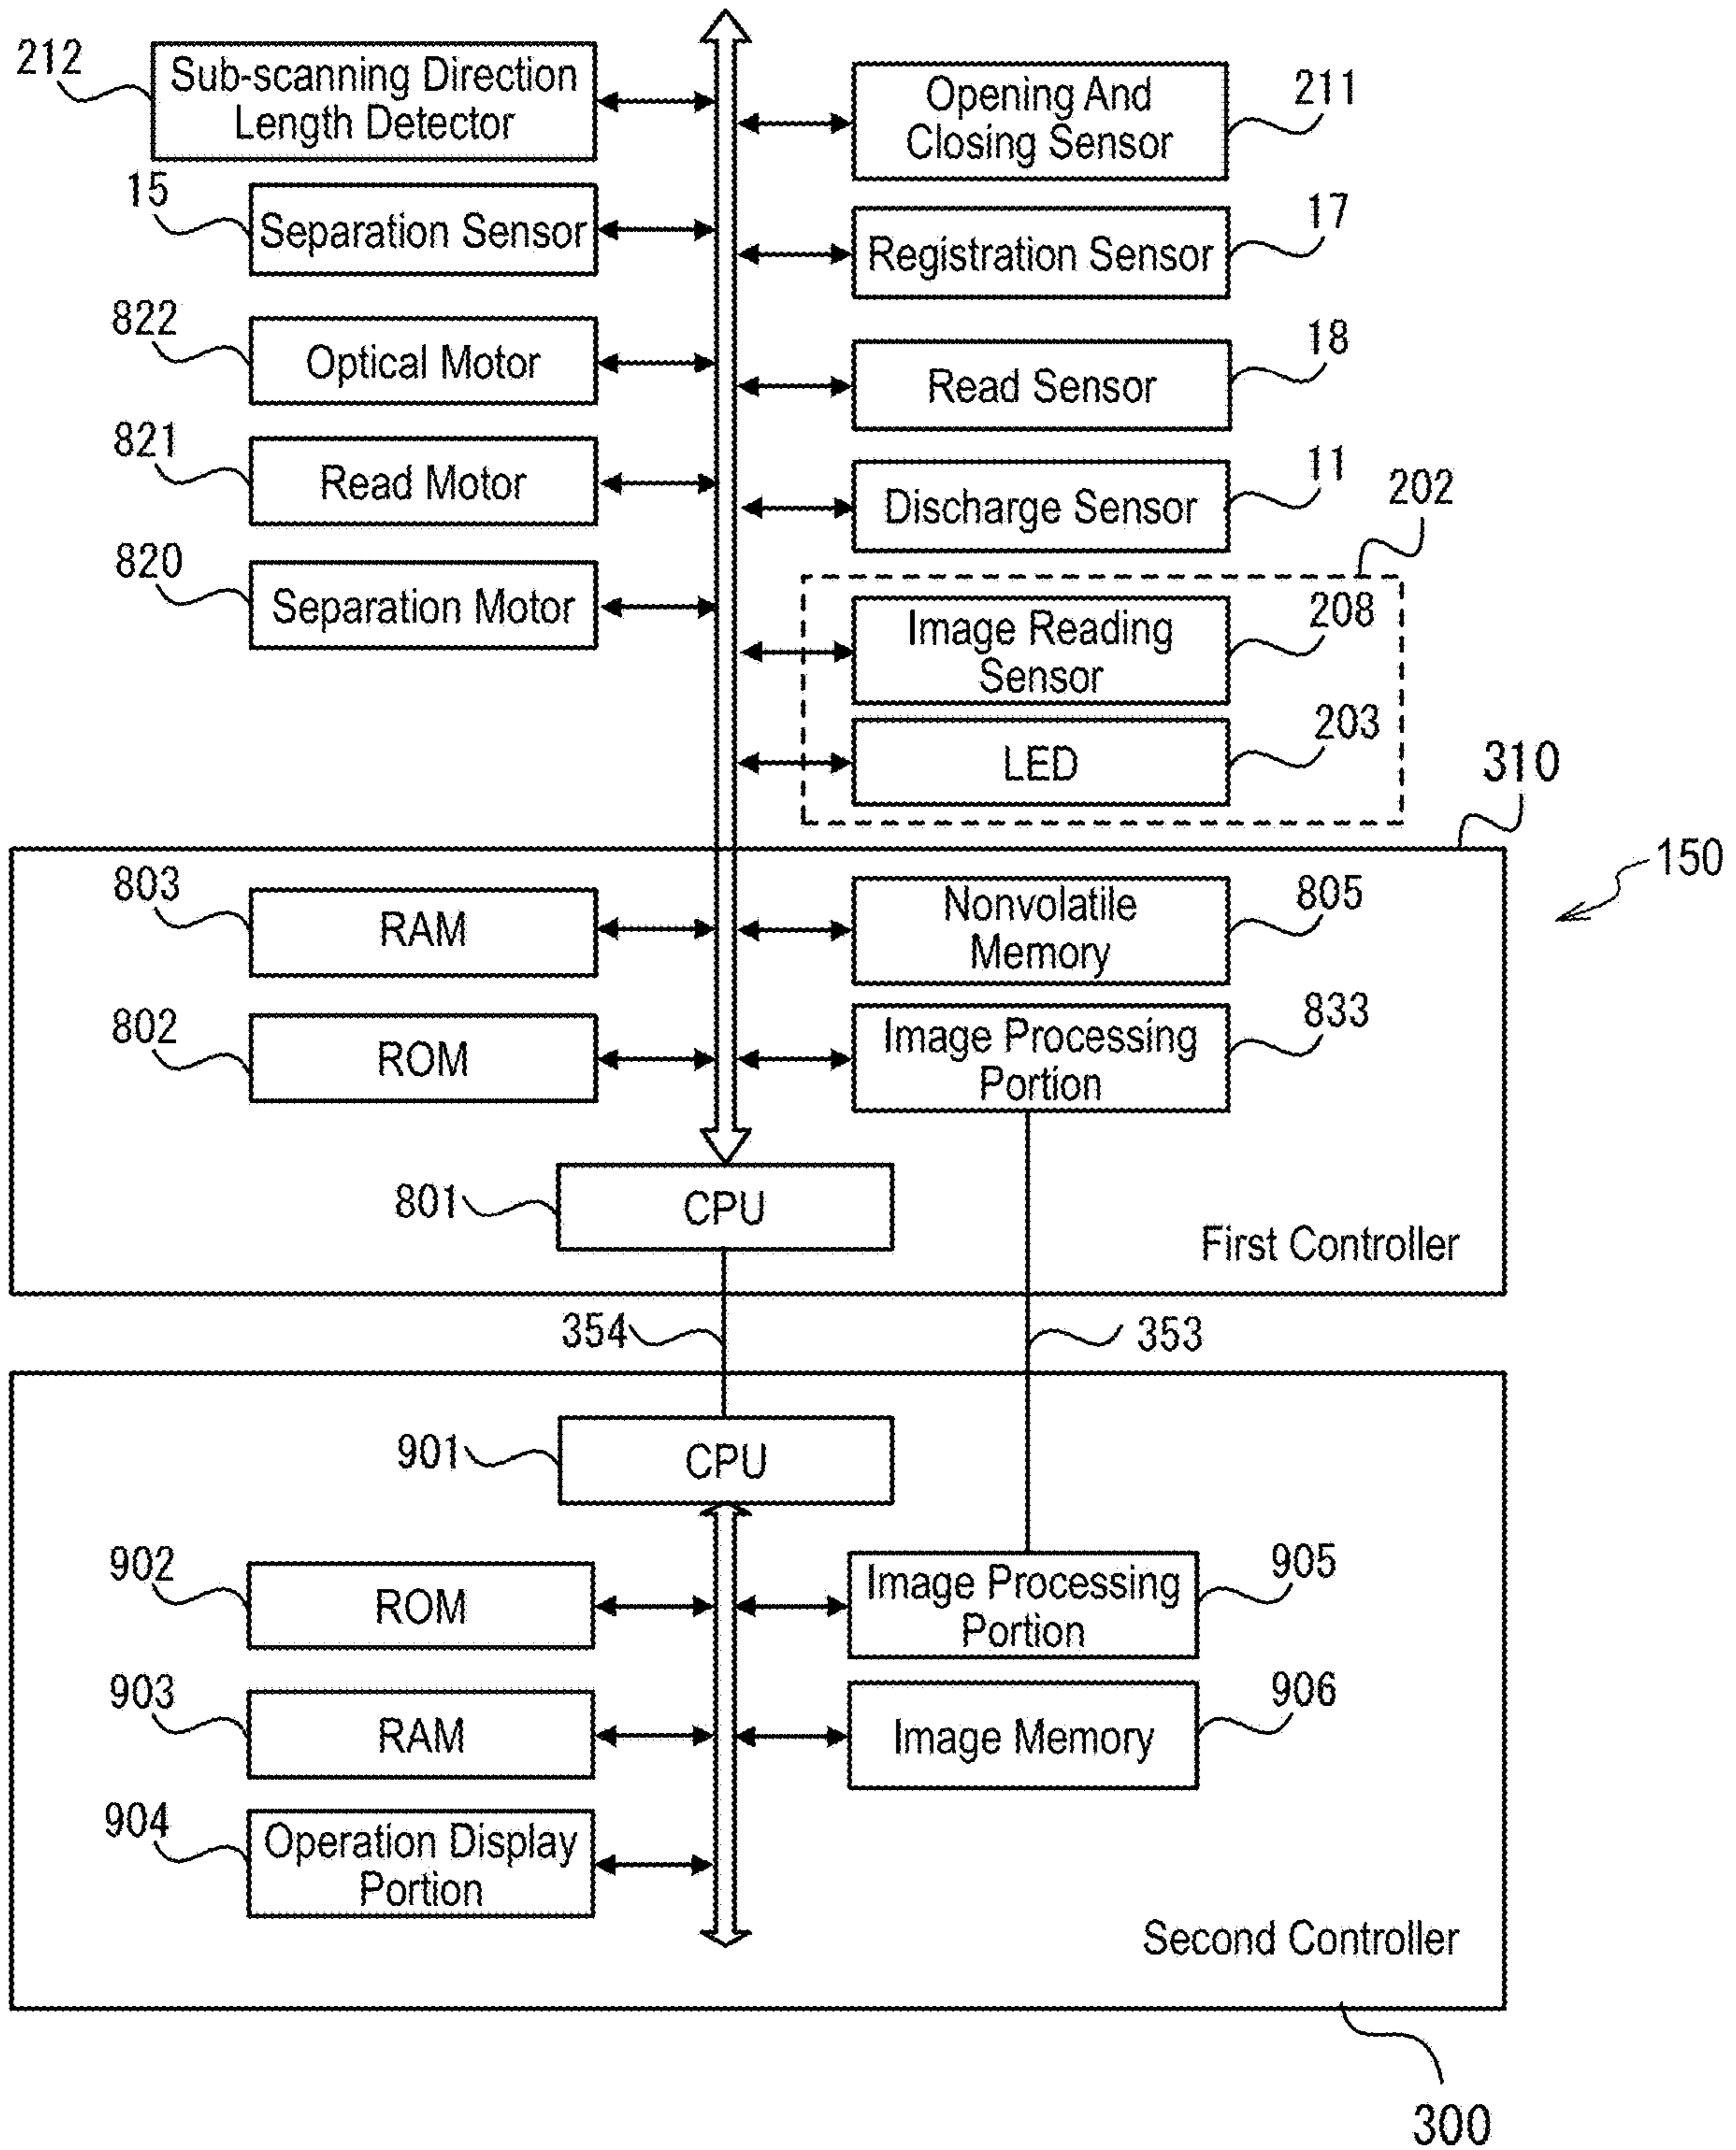 212
Sub-scanning Direction
Length Detector
Opening And
Closing Sensor
211
15
Separation Sensor
Registration Sensor
17
822
Optical Motor
Read Sensor
18
821
Read Motor
Discharge Sensor
11
202
820
Separation Motor
Image Reading
Sensor
208
LED
203
310
150
803
RAM
Nonvolatile
Memory
805
802
ROM
Image Processing
Portion
833
801
CPU
First Controller
354
353
901
CPU
902
ROM
Image Processing
Portion
905
903
RAM
Image Memory
906
904
Operation Display
Portion
Second Controller
300